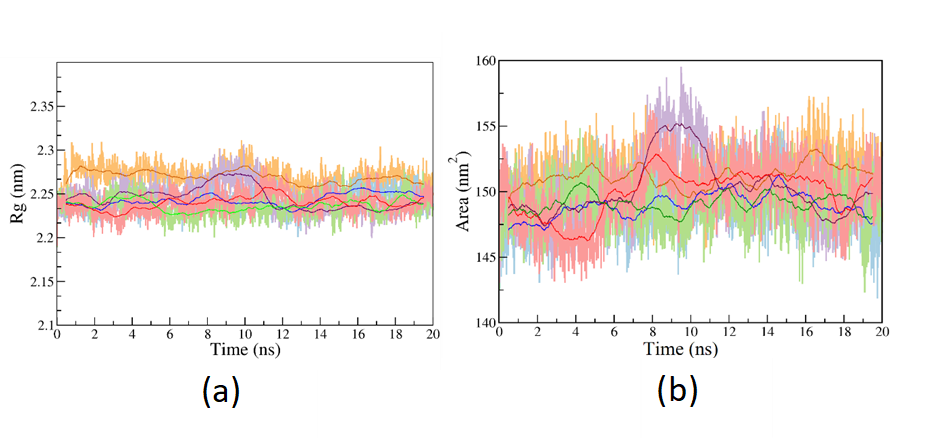 2.35
2.3
2.25
2.2
2.15
2.1
Rg (nm)
0 2 4 6 8 10 12 14 16 18 20
Time (ns)
(a)
160
155
150
145
140
Area (nm²)
0 2 4 6 8 10 12 14 16 18 20
Time (ns)
(b)